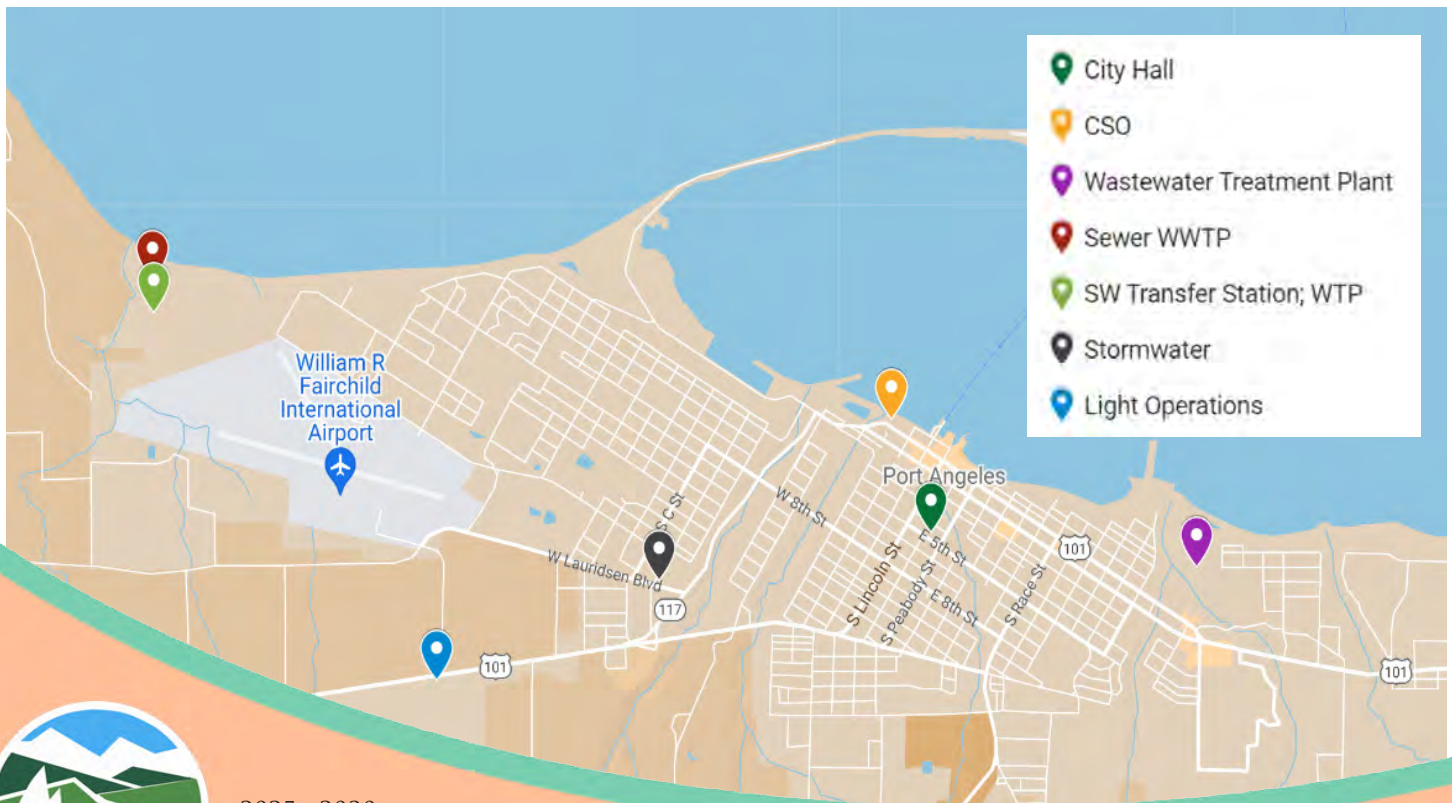 City Hall
CSO
Wastewater Treatment Plant
Sewer WWTP
SW Transfer Station; WTP
Stormwater
Light Operations
William R
Fairchild
International
Airport
Port Angeles
S C St
W 8th St
E 5th St
101
W Lauridsen Blvd
S Lincoln St
S Peabody St
E 8th St
S Race St
117
101
101